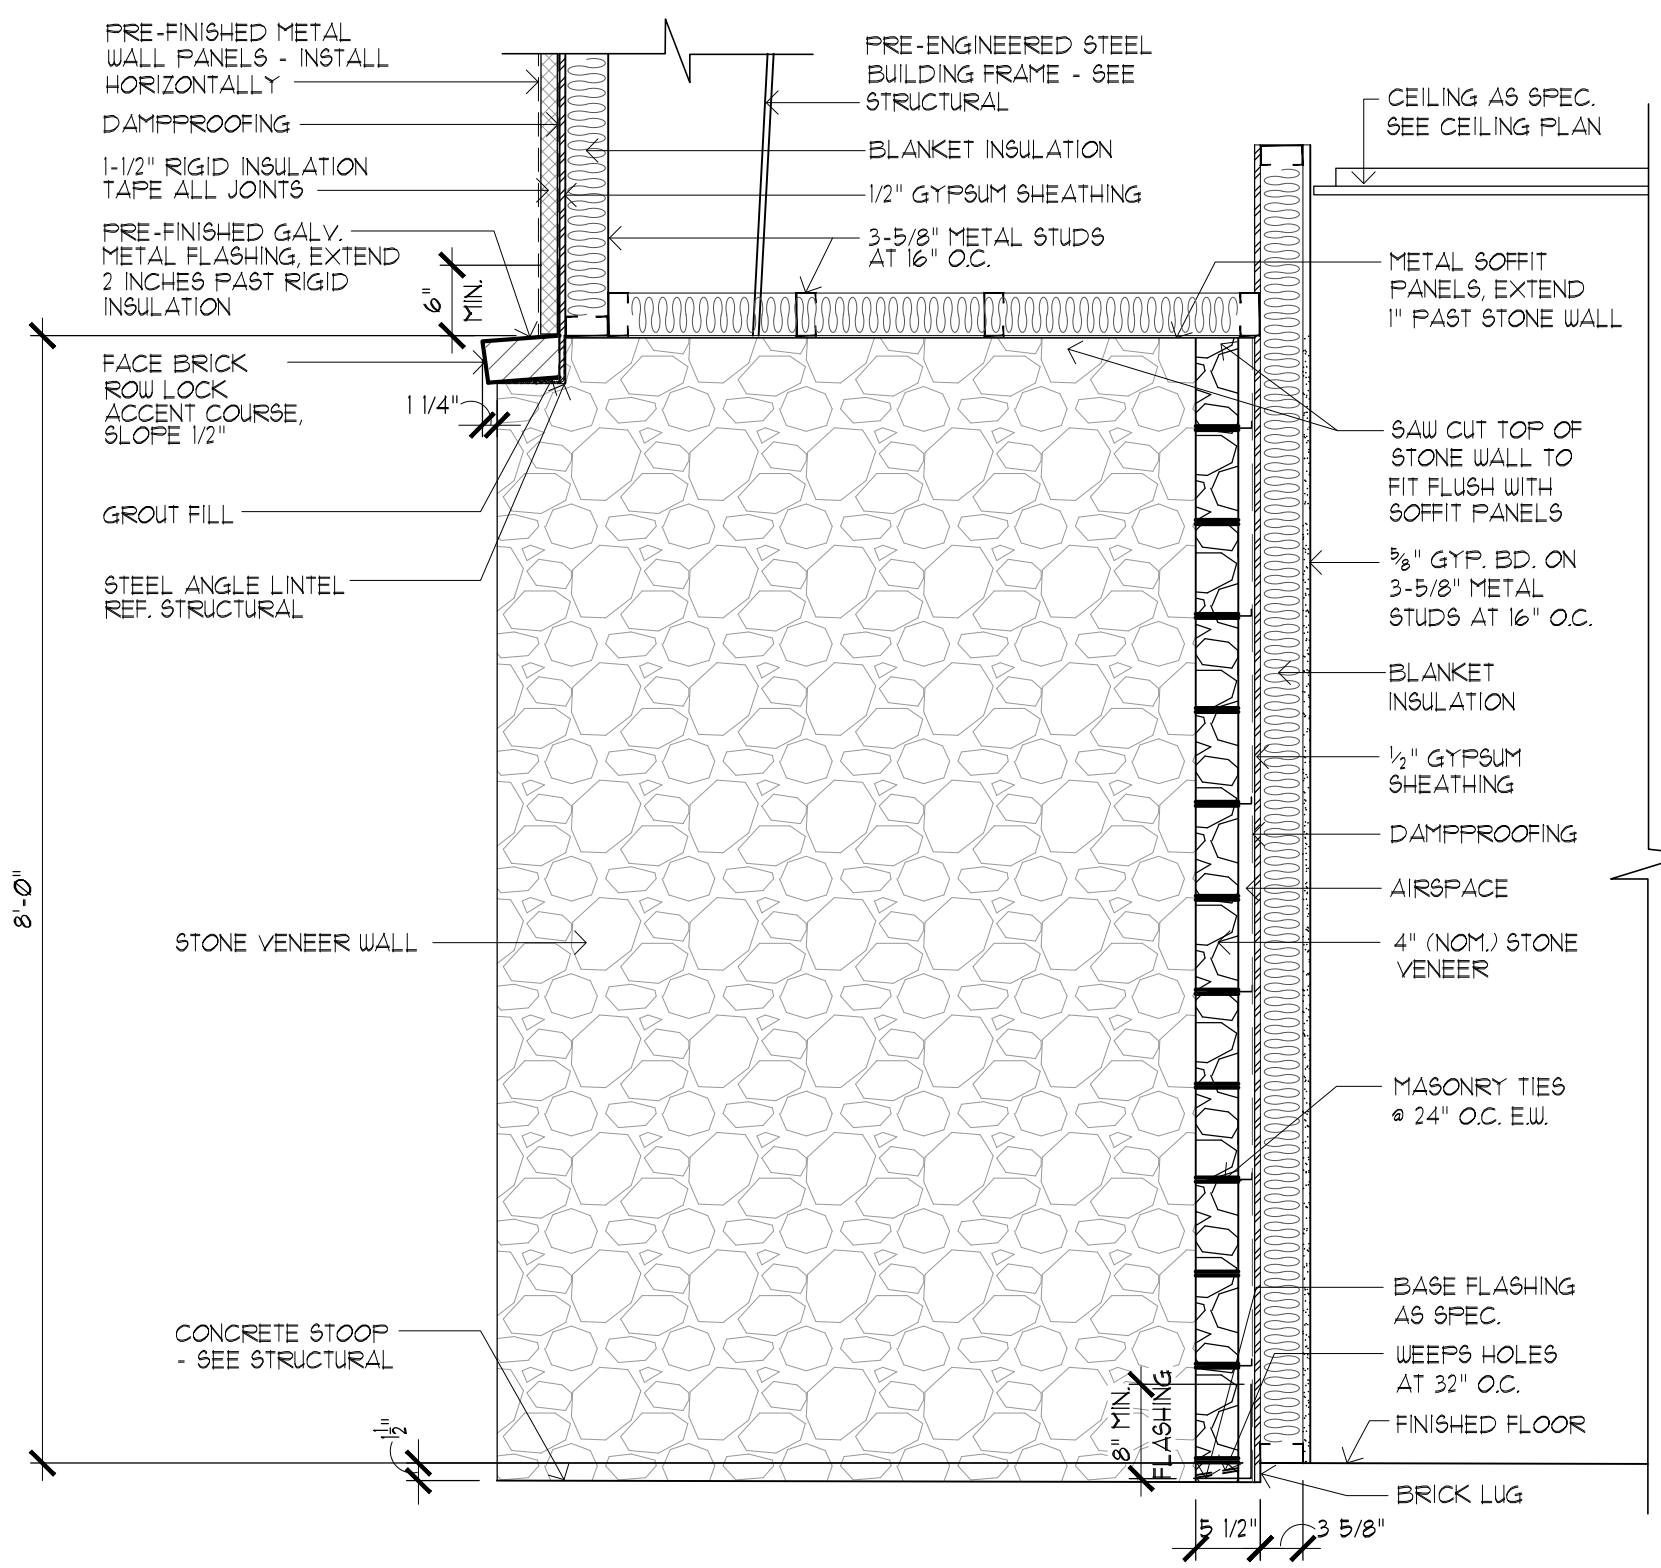 PRE-FINISHED METAL
WALL PANELS - INSTALL
HORIZONTALLY
DAMPPROOFING
1-1/2" RIGID INSULATION
TAPE ALL JOINTS
PRE-FINISHED GALV.
METAL FLASHING, EXTEND
2 INCHES PAST RIGID
INSULATION
6"
MIN.
FACE BRICK
ROW LOCK
ACCENT COURSE,
SLOPE 1/2"
1 1/4"
GROUT FILL
STEEL ANGLE LINTEL
REF. STRUCTURAL
8'-0"
STONE VENEER WALL
CONCRETE STOOP
- SEE STRUCTURAL
1 1/2"
PRE-ENGINEERED STEEL
BUILDING FRAME - SEE
STRUCTURAL
BLANKET INSULATION
1/2" GYPSUM SHEATHING
3-5/8" METAL STUDS
AT 16" O.C.
CEILING AS SPEC.
SEE CEILING PLAN
METAL SOFFIT
PANELS, EXTEND
1" PAST STONE WALL
SAW CUT TOP OF
STONE WALL TO
FIT FLUSH WITH
SOFFIT PANELS
5/8" GYP. BD. ON
3-5/8" METAL
STUDS AT 16" O.C.
BLANKET
INSULATION
1/2" GYPSUM
SHEATHING
DAMPPROOFING
AIRSPACE
4" (NOM.) STONE
VENEER
MASONRY TIES
@ 24" O.C. E.W.
BASE FLASHING
AS SPEC.
WEEPS HOLES
AT 32" O.C.
FINISHED FLOOR
BRICK LUG
8" MIN.
FLASHING
5 1/2"
3 5/8"